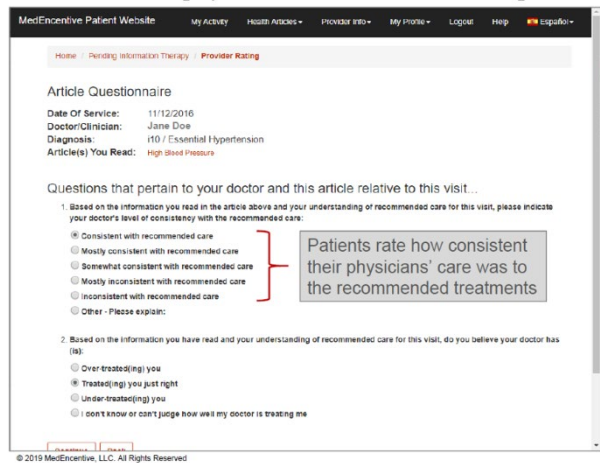 MedEncentive Patient Website My Activity Health Articles Provider Info My Profile Logout Help Español
Home / Pending Information Therapy / Provider Rating
Article Questionnaire
Date Of Service: 11/12/2016
Doctor/Clinician: Jane Doe
Diagnosis: i10 / Essential Hypertension
Article(s) You Read: High Blood Pressure
Questions that pertain to your doctor and this article relative to this visit...
1. Based on the information you read in the article above and your understanding of recommended care for this visit, please indicate
your doctor's level of consistency with the recommended care:
Consistent with recommended care
Mostly consistent with recommended care
Somewhat consistent with recommended care
Mostly inconsistent with recommended care
Inconsistent with recommended care
Other - Please explain:
Patients rate how consistent
their physicians' care was to
the recommended treatments
2. Based on the information you have read and your understanding of recommended care for this visit, do you believe your doctor has
(is):
Over-treated(ing) you
Treated(ing) you just right
Under-treated(ing) you
I don't know or can't judge how well my doctor is treating me
© 2019 MedEncentive, LLC. All Rights Reserved